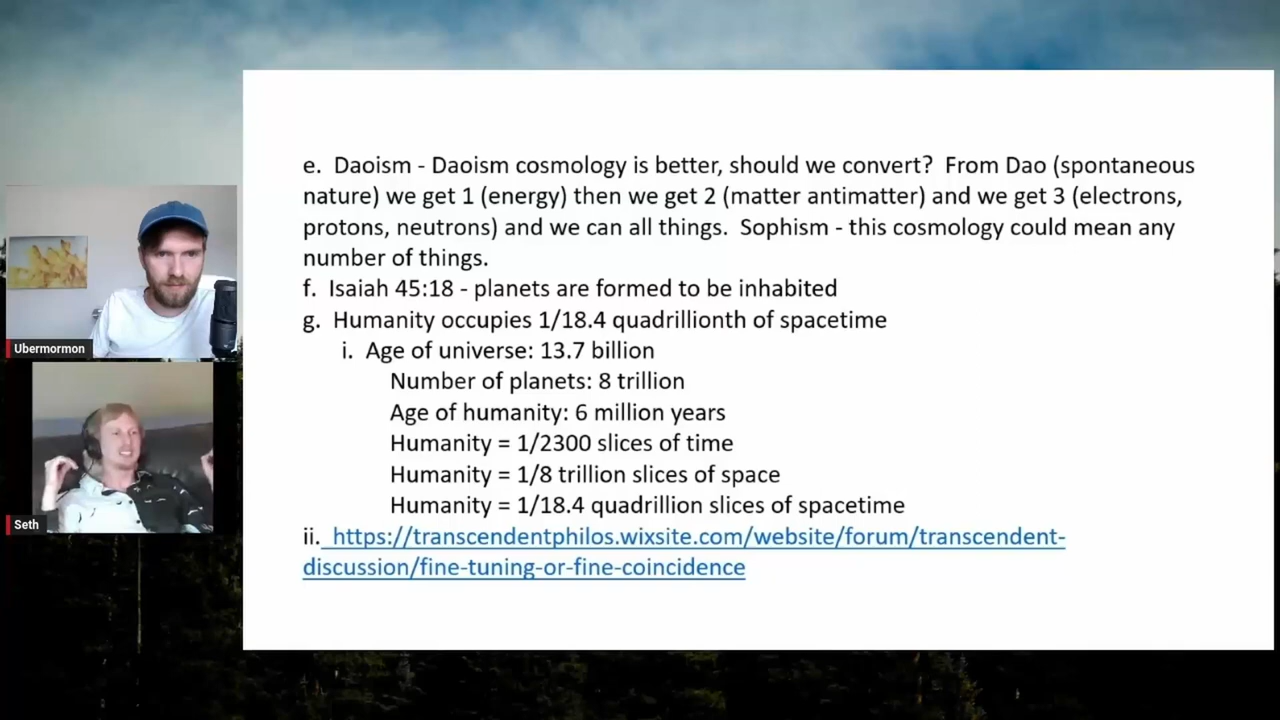 e. Daoism - Daoism cosmology is better, should we convert? From Dao (spontaneous
nature) we get 1 (energy) then we get 2 (matter antimatter) and we get 3 (electrons,
protons, neutrons) and we can all things. Sophism - this cosmology could mean any
number of things.
f. Isaiah 45:18 - planets are formed to be inhabited
g. Humanity occupies 1/18.4 quadrillionth of spacetime
i. Age of universe: 13.7 billion
Number of planets: 8 trillion
Age of humanity: 6 million years
Humanity = 1/2300 slices of time
Humanity = 1/8 trillion slices of space
Humanity = 1/18.4 quadrillion slices of spacetime
ii. https://transcendentphilos.wixsite.com/website/forum/transcendent-
discussion/fine-tuning-or-fine-coincidence
Ubermormon
Seth